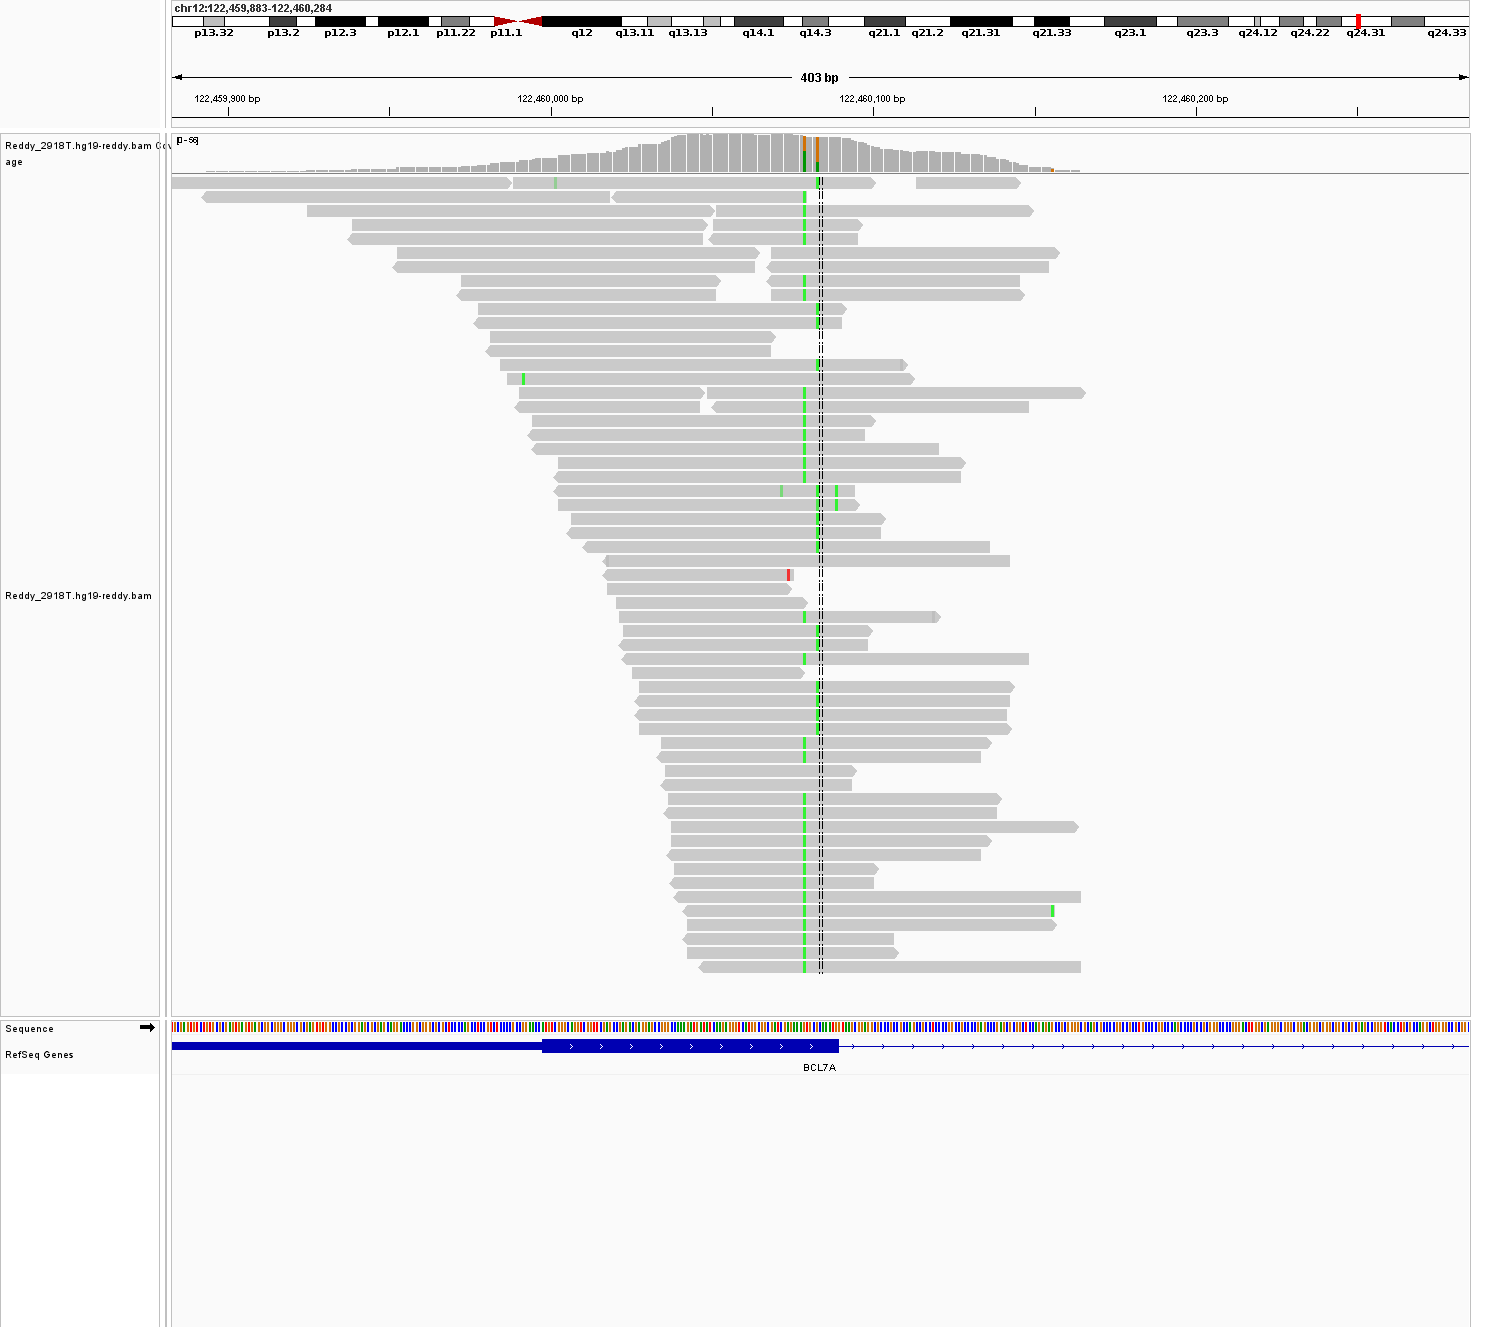 chr12:122,459,883-122,460,284
p13.32 p13.2 p12.3 p12.1 p11.22 p11.1 q12 q13.11 q13.13 q14.1 q14.3 q21.1 q21.2 q21.31 q21.33 q23.1 q23.3 q24.12 q24.22 q24.31 q24.33
403 bp
122,459,900 bp 122,460,000 bp 122,460,100 bp 122,460,200 bp
[0-56]
Reddy_2918T.hg19-reddy.bam Cov
age
Reddy_2918T.hg19-reddy.bam
Sequence
RefSeq Genes
BCL7A